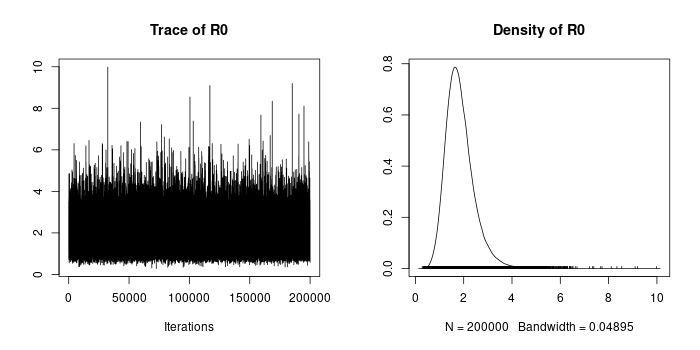 Trace of R0
10
8
6
4
2
0
0 50000 100000 150000 200000
Iterations
Density of R0
0.8
0.6
0.4
0.2
0.0
0 2 4 6 8 10
N = 200000 Bandwidth = 0.04895